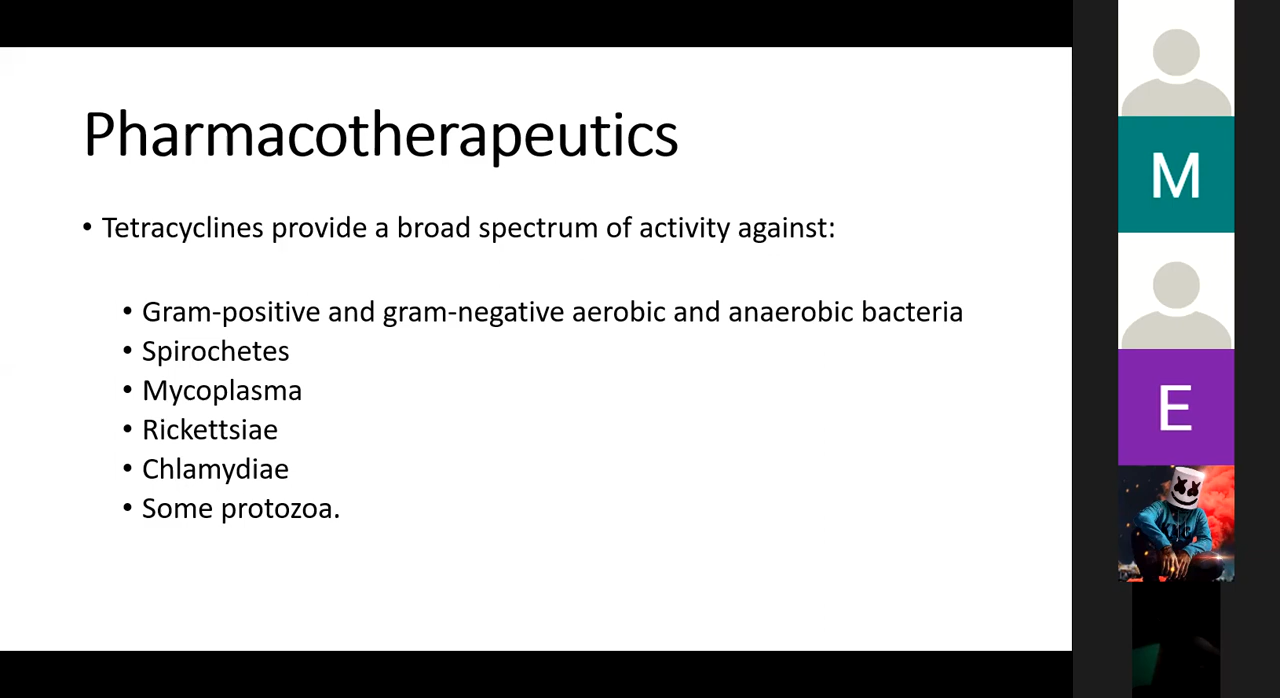 Pharmacotherapeutics
• Tetracyclines provide a broad spectrum of activity against:
• Gram-positive and gram-negative aerobic and anaerobic bacteria
• Spirochetes
• Mycoplasma
• Rickettsiae
• Chlamydiae
• Some protozoa.
M
E